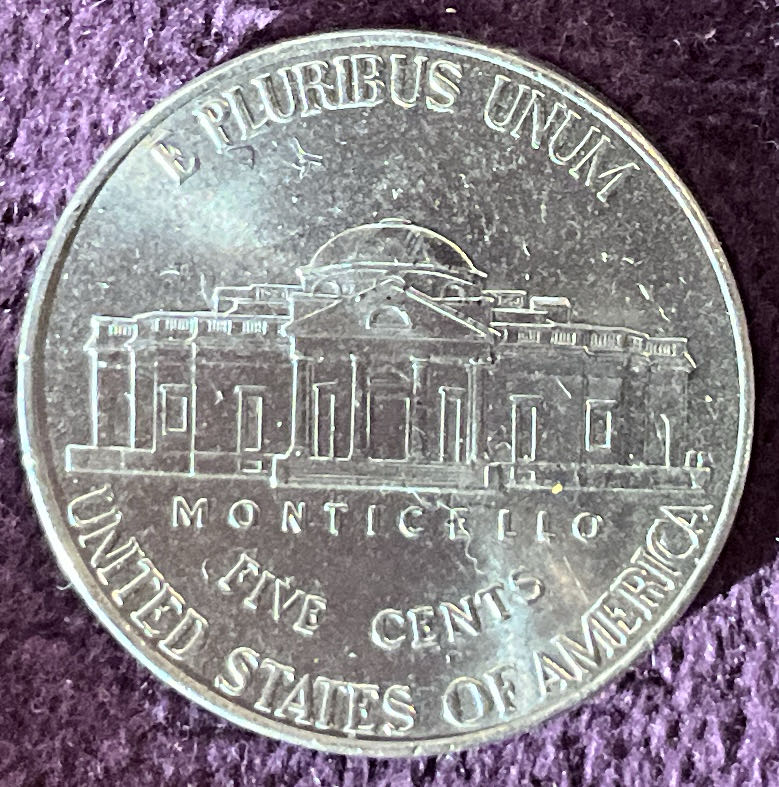 E PLURIBUS UNUM
MONTICELLO
FIVE CENTS
UNITED STATES OF AMERICA